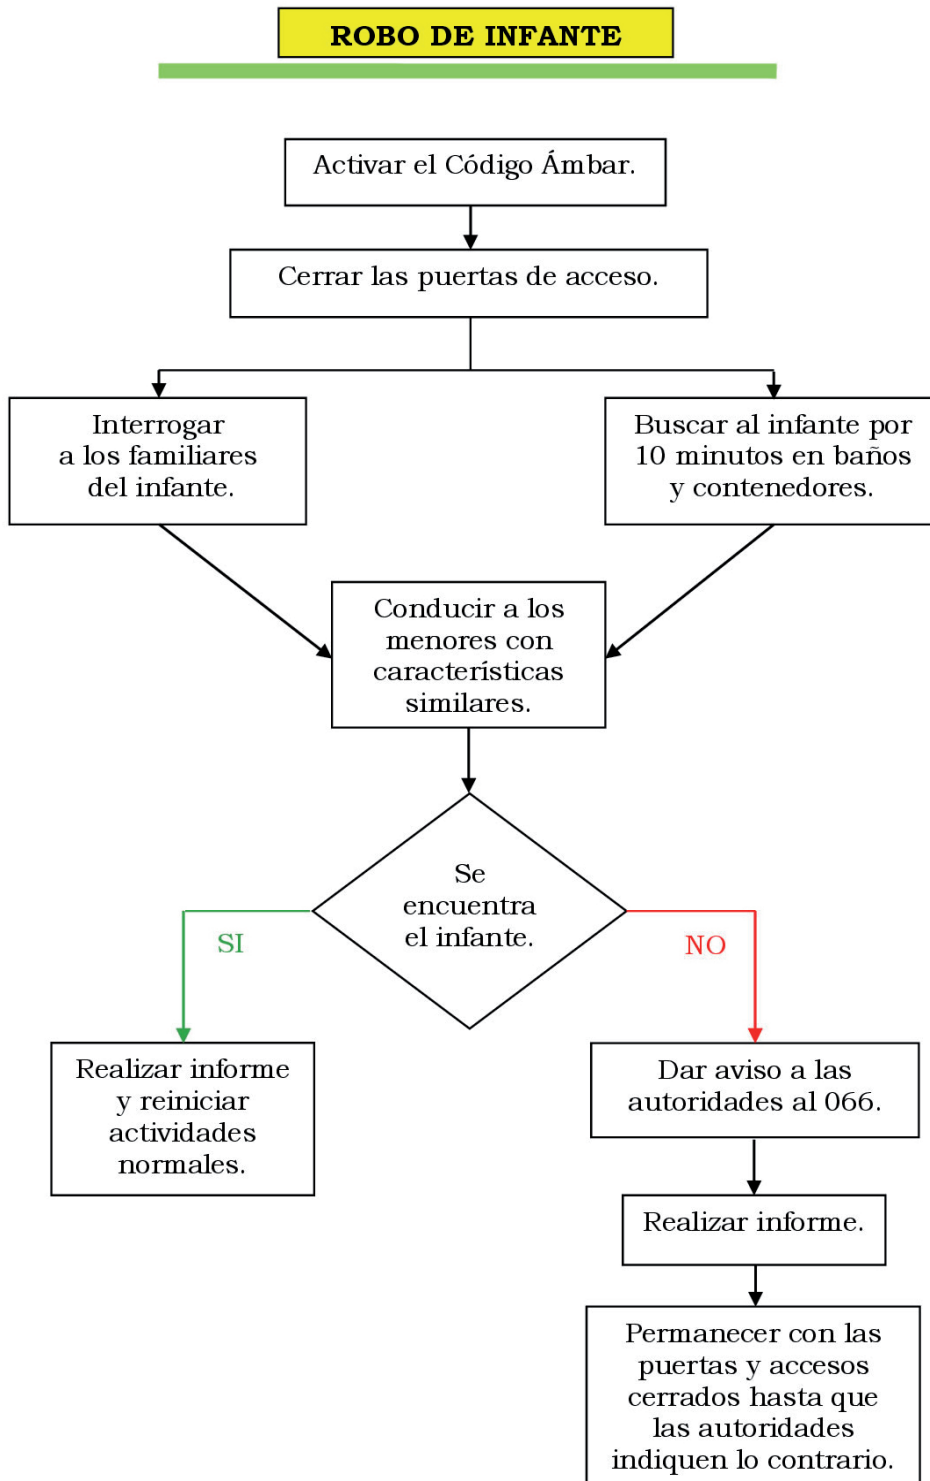 ROBO DE INFANTE
Activar el Código Ámbar.
Cerrar las puertas de acceso.
Interrogar
a los familiares
del infante.
Buscar al infante por
10 minutos en baños
y contenedores.
Conducir a los
menores con
características
similares.
Se
encuentra
el infante.
SI
NO
Realizar informe
y reiniciar
actividades
normales.
Dar aviso a las
autoridades al 066.
Realizar informe.
Permanecer con las
puertas y accesos
cerrados hasta que
las autoridades
indiquen lo contrario.